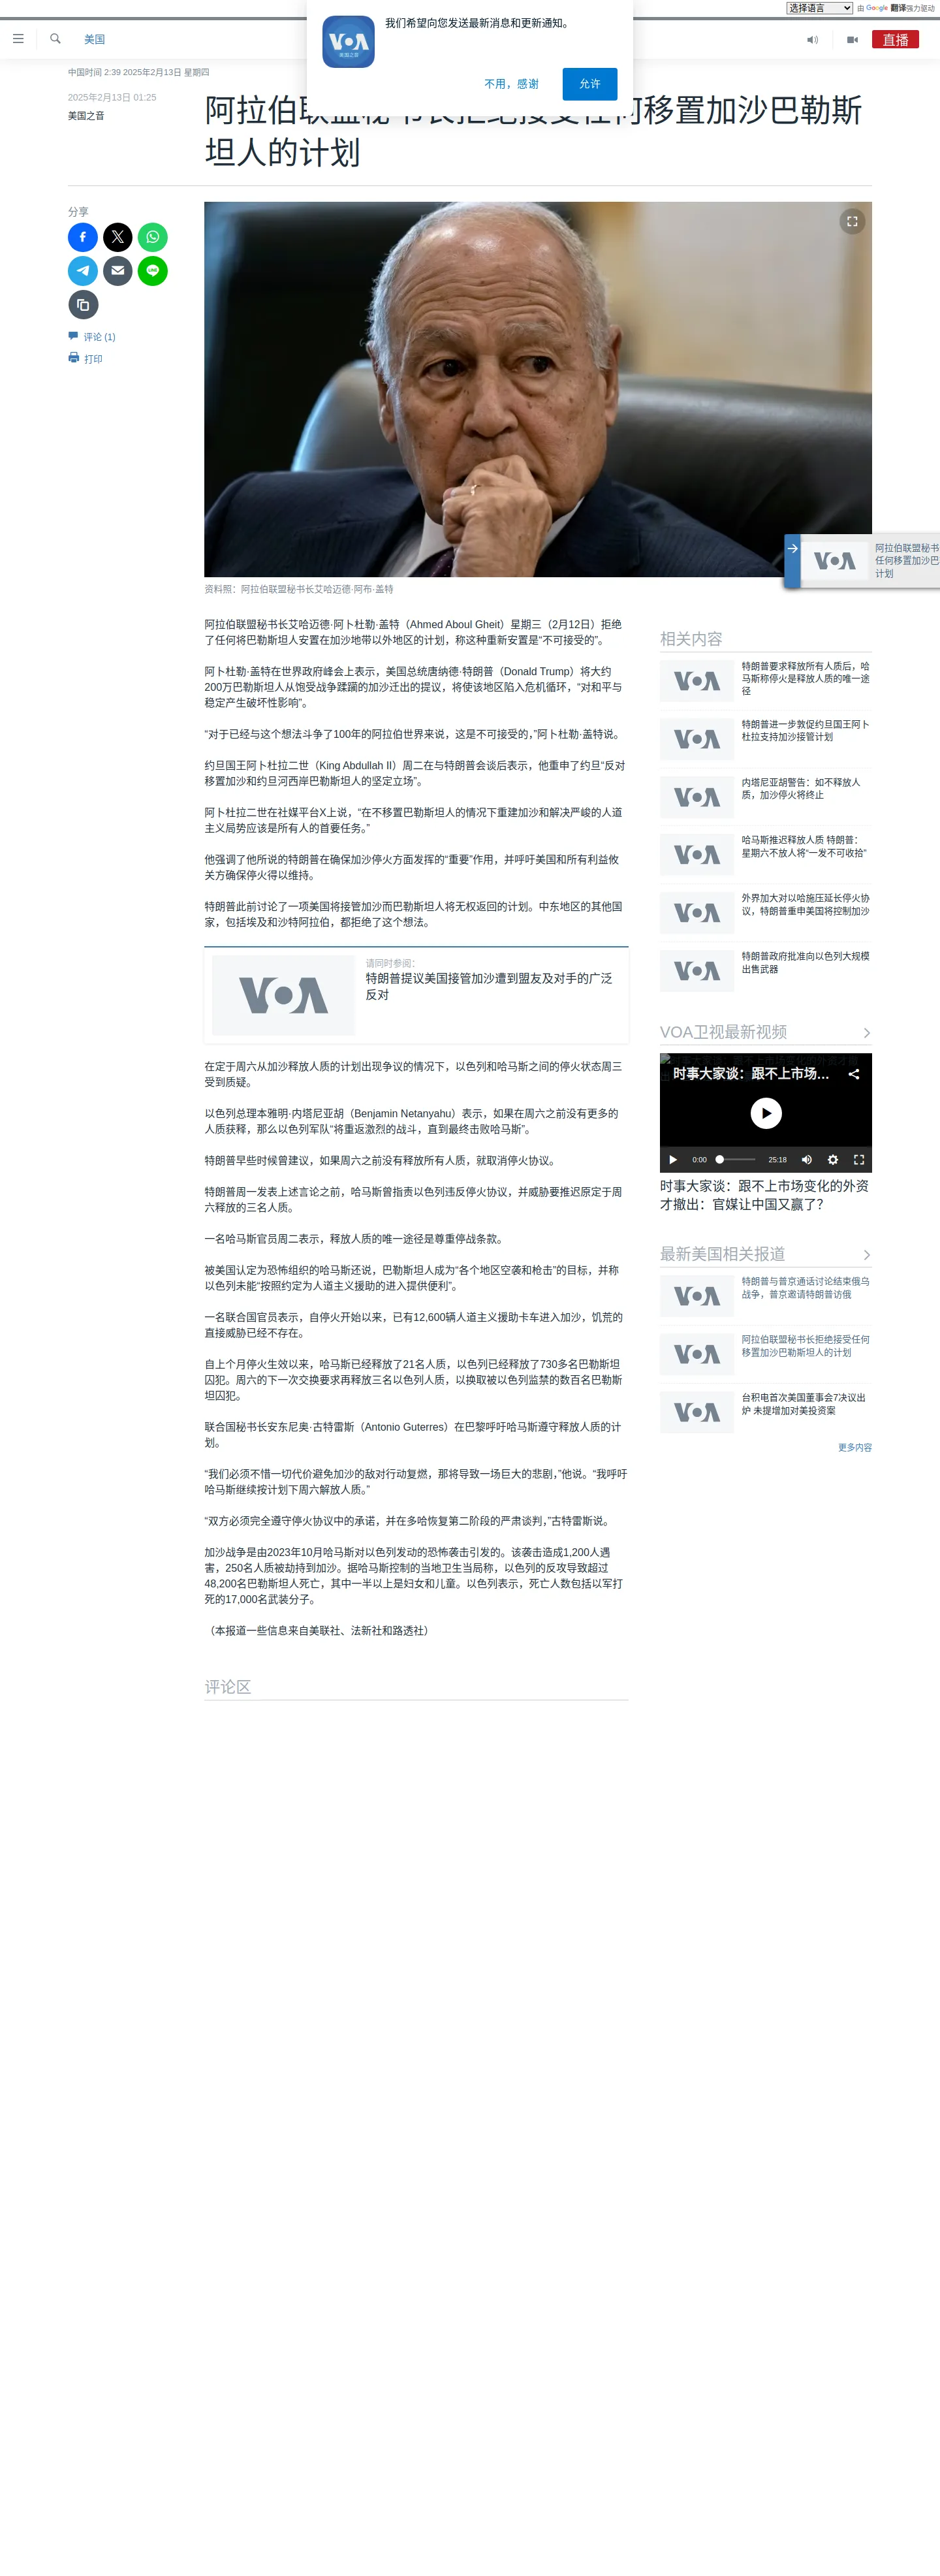 选择语言 由 Google 翻译强力驱动
我们希望向您发送最新消息和更新通知。
VOA
美国之音
不用，感谢
允许
美国
直播
中国时间 2:39 2025年2月13日 星期四
2025年2月13日 01:25
美国之音
阿拉伯联盟秘书长拒绝接受任何移置加沙巴勒斯
坦人的计划
分享
评论 (1)
打印
资料照：阿拉伯联盟秘书长艾哈迈德·阿布·盖特
VOA
阿拉伯联盟秘书
任何移置加沙巴
计划
阿拉伯联盟秘书长艾哈迈德·阿卜杜勒·盖特（Ahmed Aboul Gheit）星期三（2月12日）拒绝
了任何将巴勒斯坦人安置在加沙地带以外地区的计划，称这种重新安置是“不可接受的”。
阿卜杜勒·盖特在世界政府峰会上表示，美国总统唐纳德·特朗普（Donald Trump）将大约
200万巴勒斯坦人从饱受战争蹂躏的加沙迁出的提议，将使该地区陷入危机循环，“对和平与
稳定产生破坏性影响”。
“对于已经与这个想法斗争了100年的阿拉伯世界来说，这是不可接受的，”阿卜杜勒·盖特说。
约旦国王阿卜杜拉二世（King Abdullah II）周二在与特朗普会谈后表示，他重申了约旦“反对
移置加沙和约旦河西岸巴勒斯坦人的坚定立场”。
阿卜杜拉二世在社媒平台X上说，“在不移置巴勒斯坦人的情况下重建加沙和解决严峻的人道
主义局势应该是所有人的首要任务。”
他强调了他所说的特朗普在确保加沙停火方面发挥的“重要”作用，并呼吁美国和所有利益攸
关方确保停火得以维持。
特朗普此前讨论了一项美国将接管加沙而巴勒斯坦人将无权返回的计划。中东地区的其他国
家，包括埃及和沙特阿拉伯，都拒绝了这个想法。
VOA
请同时参阅：
特朗普提议美国接管加沙遭到盟友及对手的广泛
反对
在定于周六从加沙释放人质的计划出现争议的情况下，以色列和哈马斯之间的停火状态周三
受到质疑。
以色列总理本雅明·内塔尼亚胡（Benjamin Netanyahu）表示，如果在周六之前没有更多的
人质获释，那么以色列军队“将重返激烈的战斗，直到最终击败哈马斯”。
特朗普早些时候曾建议，如果周六之前没有释放所有人质，就取消停火协议。
特朗普周一发表上述言论之前，哈马斯曾指责以色列违反停火协议，并威胁要推迟原定于周
六释放的三名人质。
一名哈马斯官员周二表示，释放人质的唯一途径是尊重停战条款。
被美国认定为恐怖组织的哈马斯还说，巴勒斯坦人成为“各个地区空袭和枪击”的目标，并称
以色列未能“按照约定为人道主义援助的进入提供便利”。
一名联合国官员表示，自停火开始以来，已有12,600辆人道主义援助卡车进入加沙，饥荒的
直接威胁已经不存在。
自上个月停火生效以来，哈马斯已经释放了21名人质，以色列已经释放了730多名巴勒斯坦
囚犯。周六的下一次交换要求再释放三名以色列人质，以换取被以色列监禁的数百名巴勒斯
坦囚犯。
联合国秘书长安东尼奥·古特雷斯（Antonio Guterres）在巴黎呼吁哈马斯遵守释放人质的计
划。
“我们必须不惜一切代价避免加沙的敌对行动复燃，那将导致一场巨大的悲剧，”他说。“我呼吁
哈马斯继续按计划下周六解放人质。”
“双方必须完全遵守停火协议中的承诺，并在多哈恢复第二阶段的严肃谈判，”古特雷斯说。
加沙战争是由2023年10月哈马斯对以色列发动的恐怖袭击引发的。该袭击造成1,200人遇
害，250名人质被劫持到加沙。据哈马斯控制的当地卫生当局称，以色列的反攻导致超过
48,200名巴勒斯坦人死亡，其中一半以上是妇女和儿童。以色列表示，死亡人数包括以军打
死的17,000名武装分子。
（本报道一些信息来自美联社、法新社和路透社）
评论区
相关内容
VOA
特朗普要求释放所有人质后，哈
马斯称停火是释放人质的唯一途
径
VOA
特朗普进一步敦促约旦国王阿卜
杜拉支持加沙接管计划
VOA
内塔尼亚胡警告：如不释放人
质，加沙停火将终止
VOA
哈马斯推迟释放人质 特朗普：
星期六不放人将“一发不可收拾”
VOA
外界加大对以哈施压延长停火协
议，特朗普重申美国将控制加沙
VOA
特朗普政府批准向以色列大规模
出售武器
VOA卫视最新视频
时事大家谈：跟不上市场…
0:00
25:18
时事大家谈：跟不上市场变化的外资
才撤出：官媒让中国又赢了？
最新美国相关报道
VOA
特朗普与普京通话讨论结束俄乌
战争，普京邀请特朗普访俄
VOA
阿拉伯联盟秘书长拒绝接受任何
移置加沙巴勒斯坦人的计划
VOA
台积电首次美国董事会7决议出
炉 未提增加对美投资案
更多内容